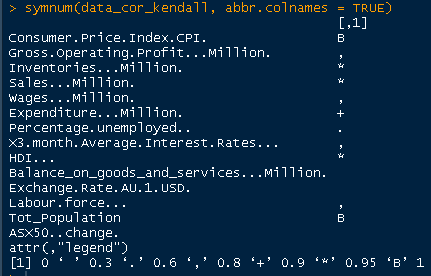 > symnum(data_cor_kendall, abbr.colnames = TRUE)
[,1]
Consumer.Price.Index.CPI. B
Gross.Operating.Profit...Million. ,
Inventories...Million. *
Sales...Million. *
Wages...Million. ,
Expenditure...Million. +
Percentage.unemployed.. .
X3.month.Average.Interest.Rates... ,
HDI... *
Balance_on_goods_and_services...Million.
Exchange.Rate.AU.1.USD.
Labour.force... ,
Tot_Population B
ASX50..change.
attr(,"legend")
[1] 0 ‘ ’ 0.3 ‘.’ 0.6 ‘,’ 0.8 ‘+’ 0.9 ‘*’ 0.95 ‘B’ 1